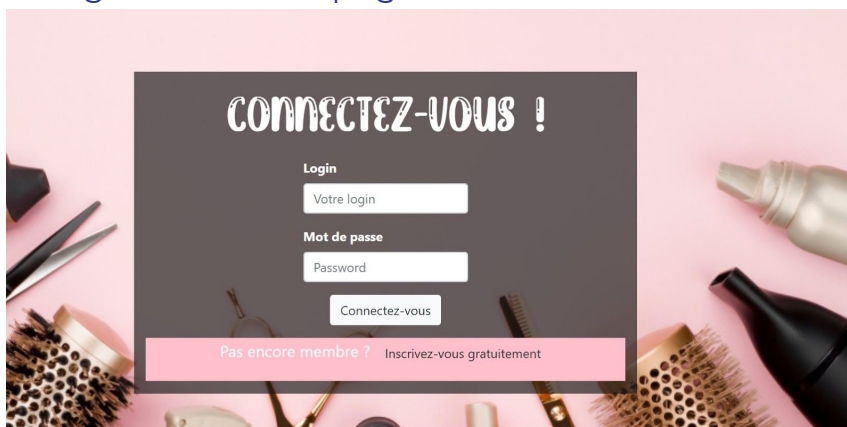 CONNECTEZ-VOUS !
Login
Votre login
Mot de passe
Password
Connectez-vous
Pas encore membre ? Inscrivez-vous gratuitement